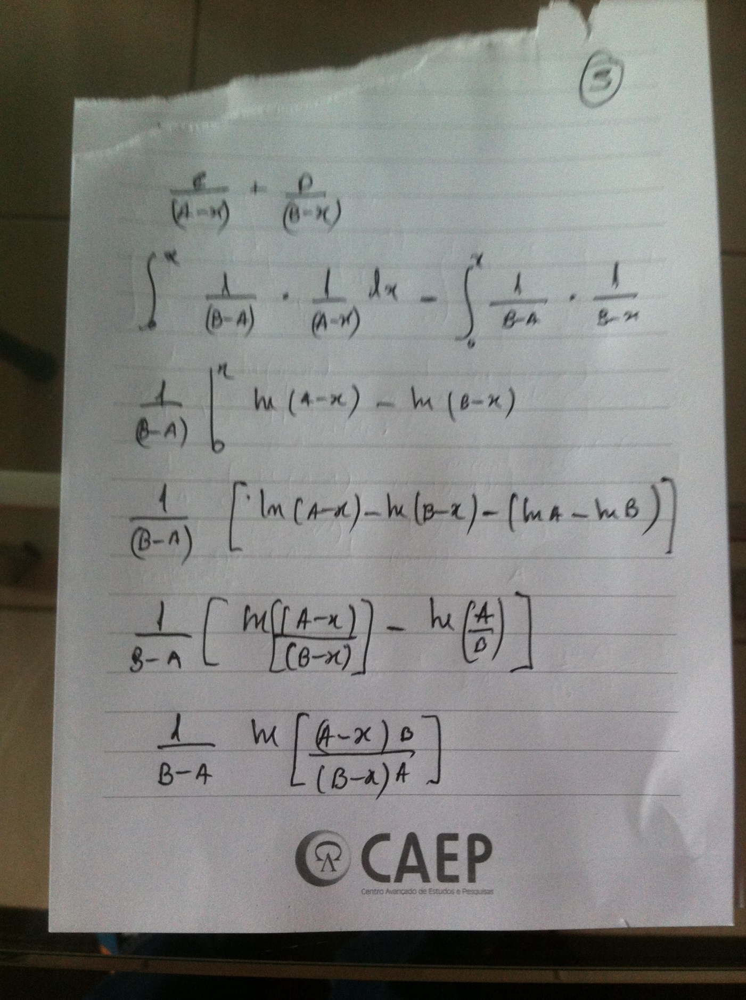 3
C/(A-x) + D/(B-x)
∫₀ˣ 1/(B-A) · 1/(A-x) dx - ∫₀ˣ 1/B-A · 1/B-x
1/(B-A) |₀ˣ ln(A-x) - ln(B-x)
1/(B-A) [ln(A-x) - ln(B-x) - (ln A - ln B)]
1/B-A [ln[(A-x)/(B-x)] - ln(A/B)]
1/B-A ln[(A-x)B/(B-x)A]
CAEP
Centro Avançado de Estudos e Pesquisas